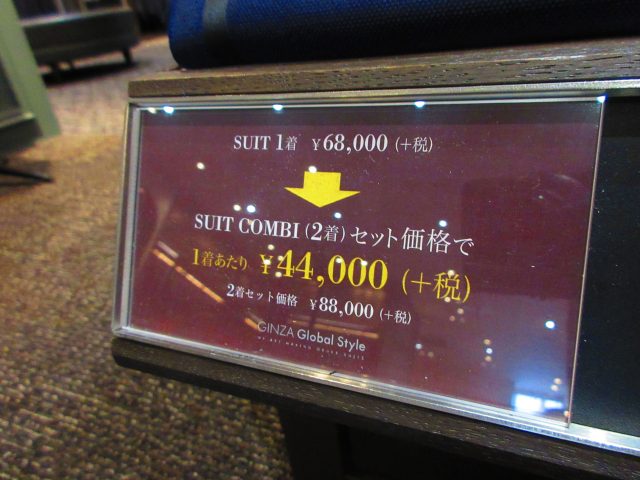 SUIT 1着 ¥68,000 (+税)
SUIT COMBI (2着) セット価格で
1着あたり ¥44,000 (+税)
2着セット価格 ¥88,000 (+税)
GINZA Global Style